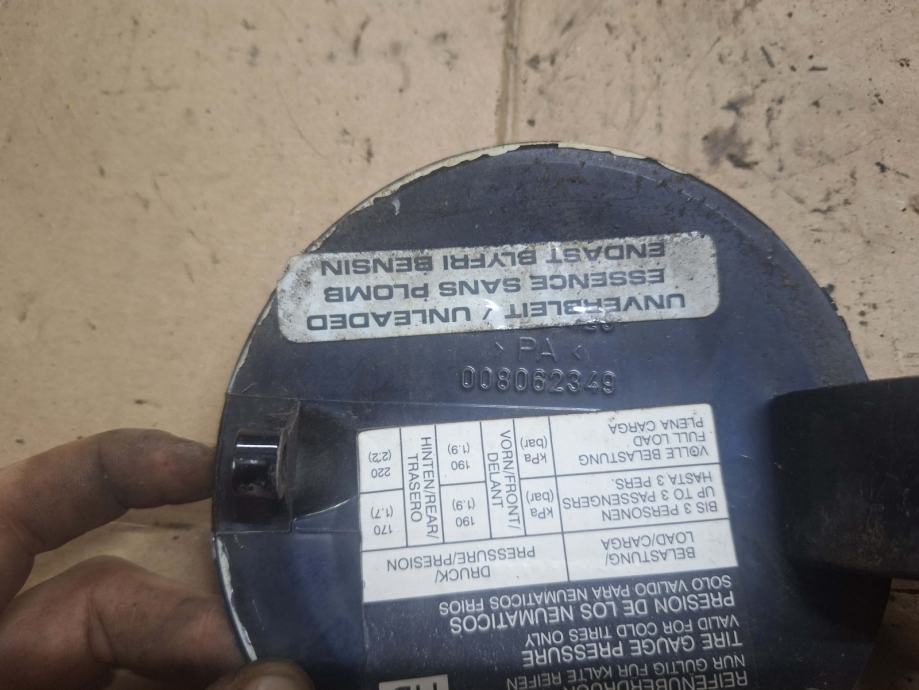 UNVERBLEIT / UNLEADED
ESSENCE SANS PLOMB
ENDAST BLYFRI BENSIN
> PA <
008062349
NUR GÜLTIG FÜR KALTE REIFEN
TIRE GAUGE PRESSURE
VALID FOR COLD TIRES ONLY
PRESION DE LOS NEUMATICOS
SOLO VALIDO PARA NEUMATICOS FRIOS
BELASTUNG/
LOAD/CARGA
DRUCK/
PRESSURE/PRESION
BIS 3 PERSONEN
UP TO 3 PASSENGERS
HASTA 3 PERS.
kPa
(bar)
VORN/FRONT/
DELANT
190
(1.9)
HINTEN/REAR/
TRASERO
170
(1.7)
VOLLE BELASTUNG
FULL LOAD
PLENA CARGA
kPa
(bar)
190
(1.9)
220
(2.2)